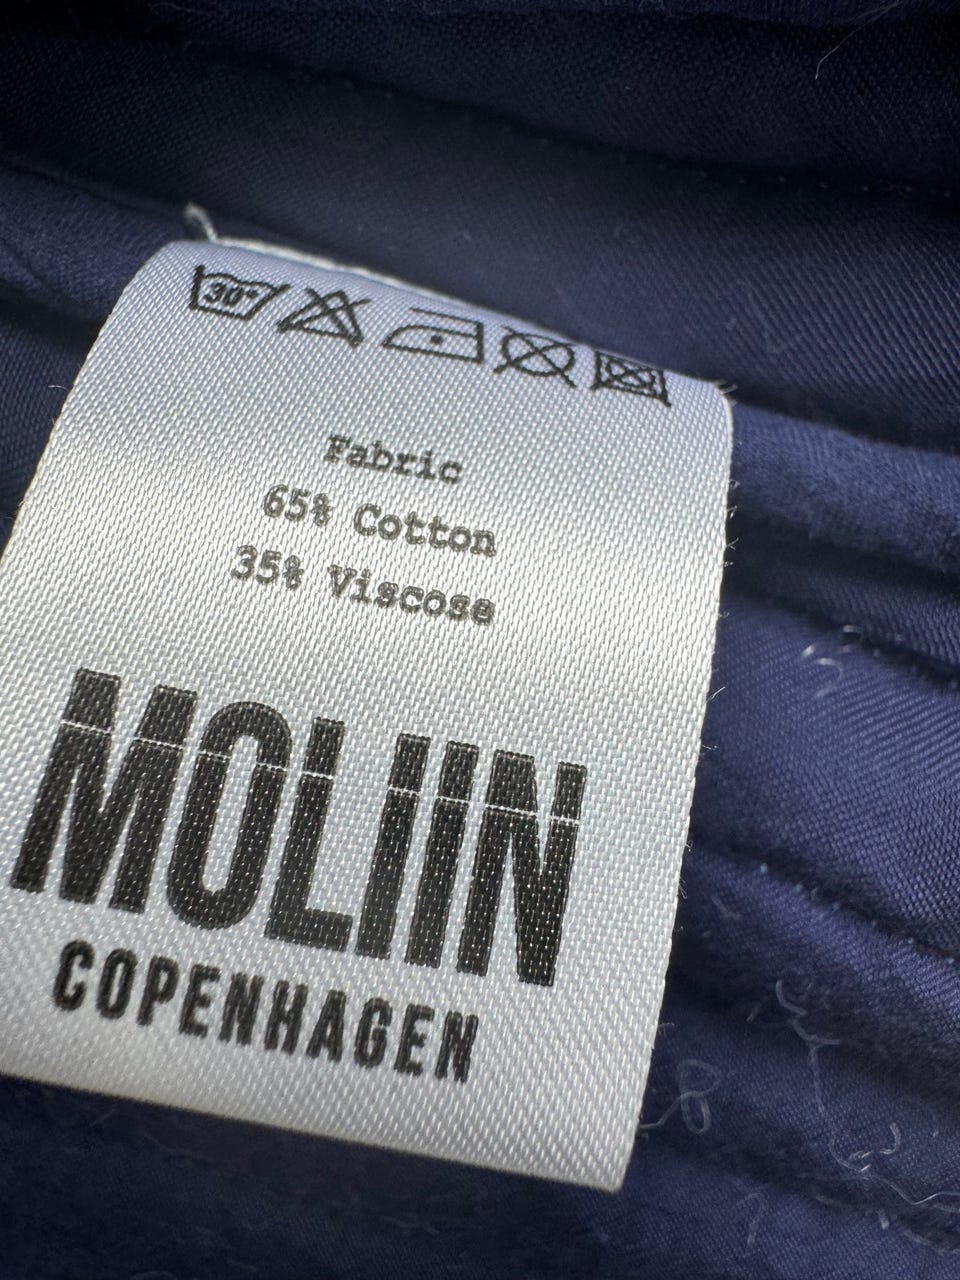 30°
Fabric
65% Cotton
35% Viscose
MOLIIN
COPENHAGEN